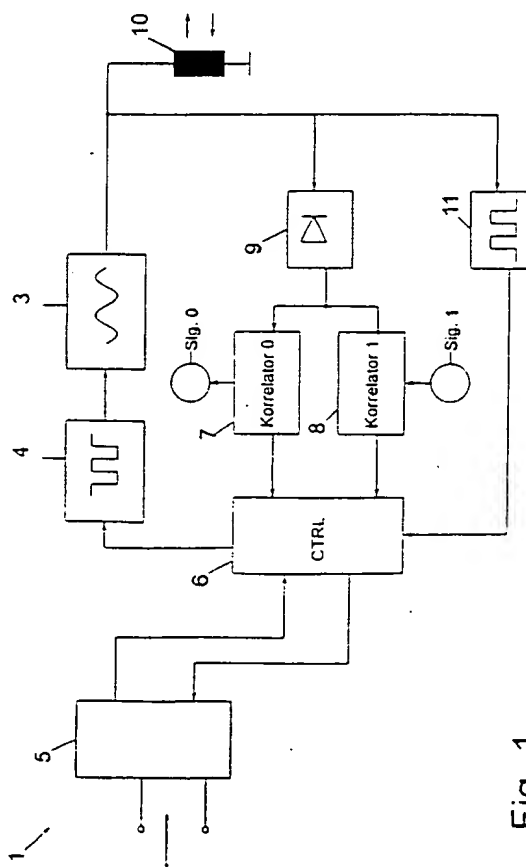 1
5
6
CTRL
4
3
7
Korrelator 0
Sig. 0
8
Korrelator 1
Sig. 1
9
10
11
Fig. 1